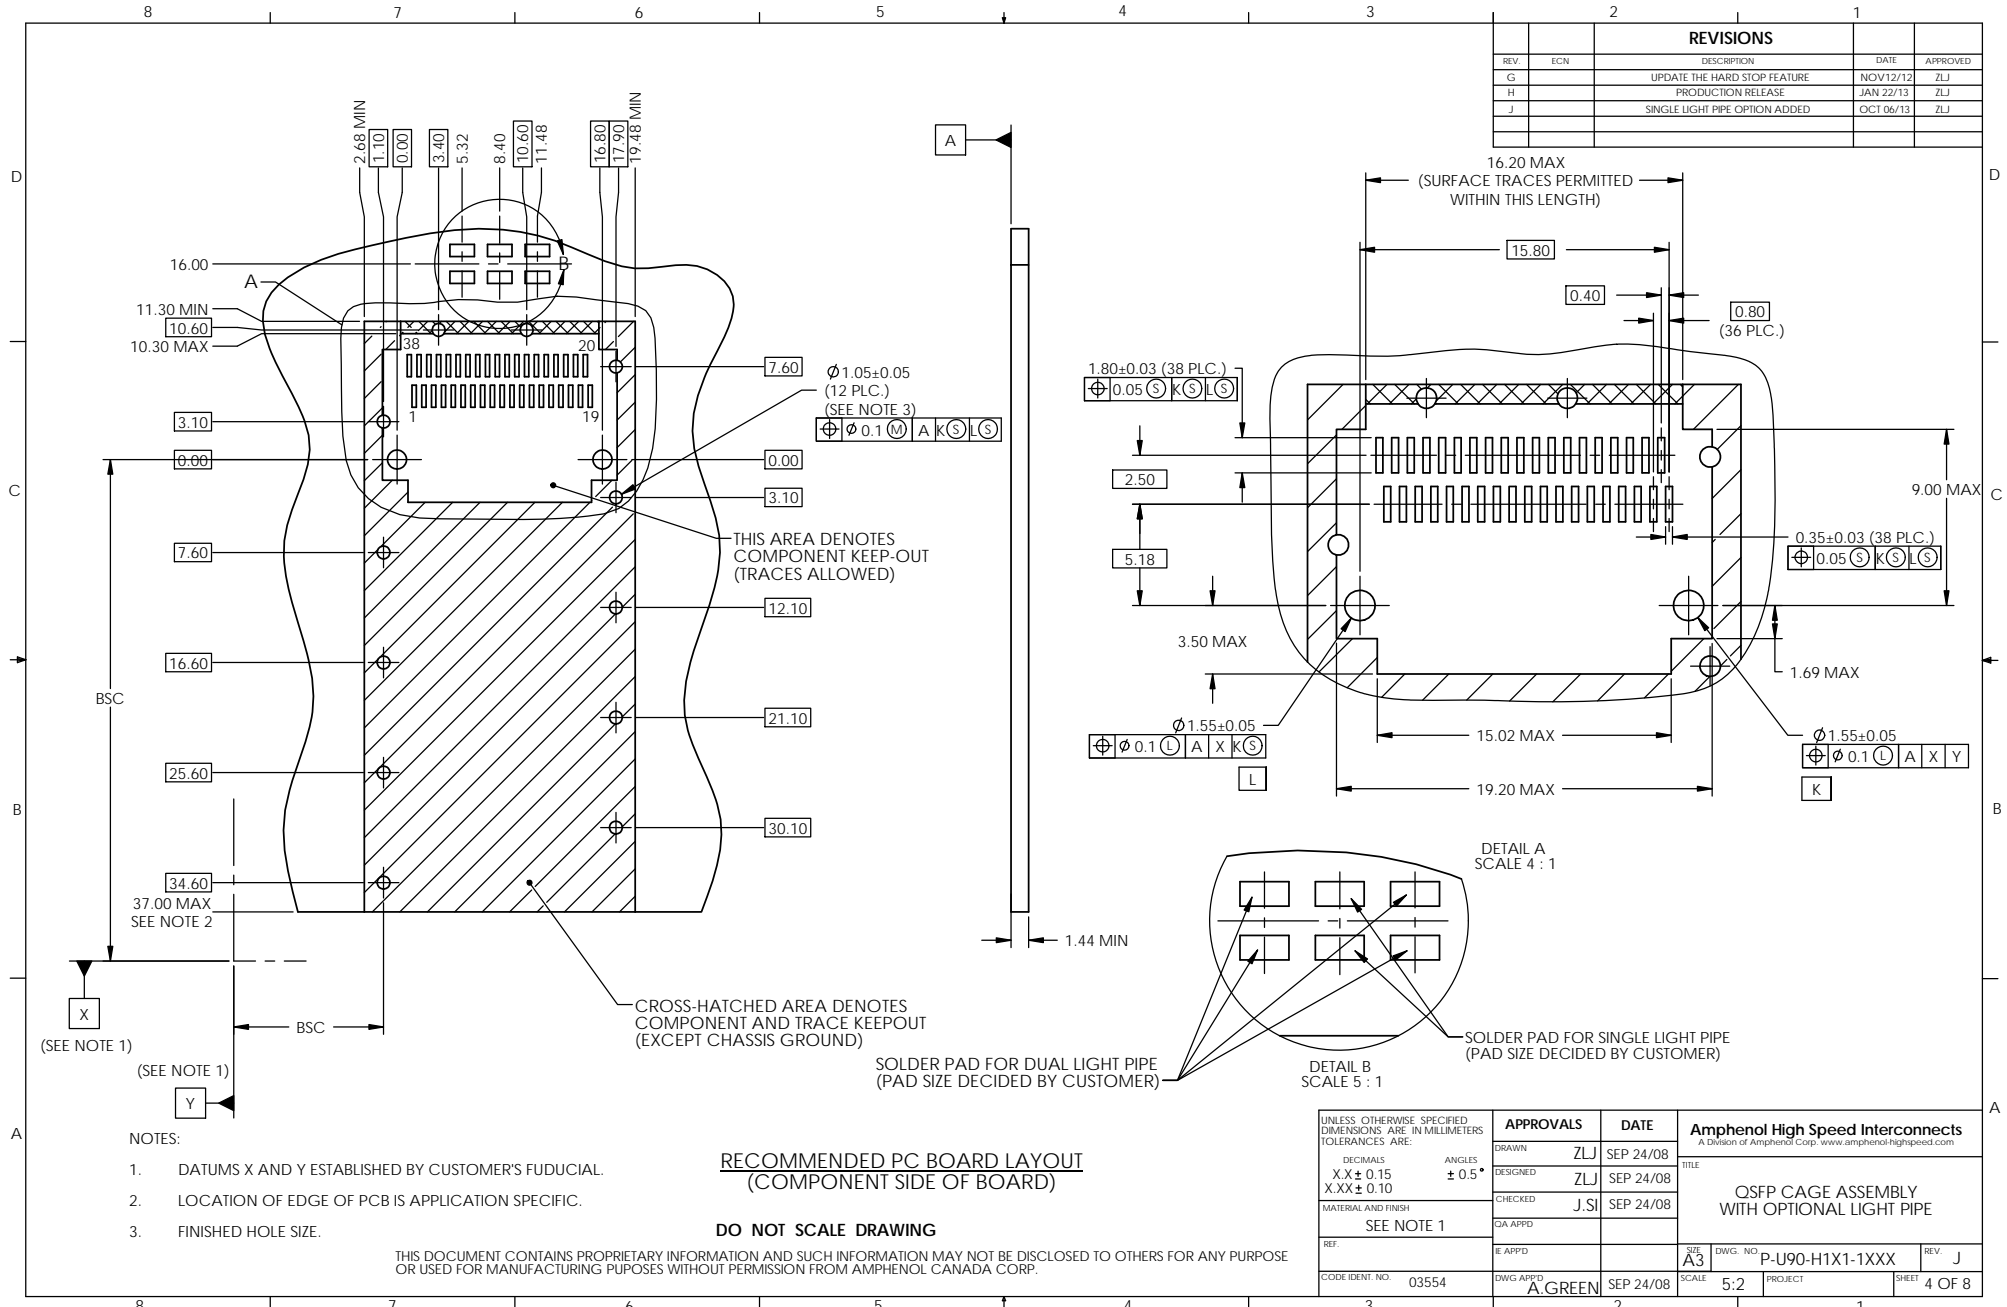 8 7 6 5 4 3 2 1
REVISIONS
REV. ECN DESCRIPTION DATE APPROVED
G UPDATE THE HARD STOP FEATURE NOV12/12 ZLJ
H PRODUCTION RELEASE JAN 22/13 ZLJ
J SINGLE LIGHT PIPE OPTION ADDED OCT 06/13 ZLJ
D
C
B
A
D
C
B
A
2.68 MIN
1.10
0.00
3.40
5.32
8.40
10.60
11.48
16.80
17.90
19.48 MIN
16.00
A
B
11.30 MIN
10.60
10.30 MAX
38 20
1 19
3.10
0.00
7.60
16.60
BSC
25.60
34.60
37.00 MAX
SEE NOTE 2
7.60
Ø1.05±0.05
(12 PLC.)
(SEE NOTE 3)
⌖ Ø 0.1 Ⓜ A K Ⓢ L Ⓢ
0.00
3.10
THIS AREA DENOTES
COMPONENT KEEP-OUT
(TRACES ALLOWED)
12.10
21.10
30.10
X
(SEE NOTE 1)
BSC
(SEE NOTE 1)
Y
CROSS-HATCHED AREA DENOTES
COMPONENT AND TRACE KEEPOUT
(EXCEPT CHASSIS GROUND)
A
1.44 MIN
16.20 MAX
(SURFACE TRACES PERMITTED
WITHIN THIS LENGTH)
15.80
0.40
0.80
(36 PLC.)
1.80±0.03 (38 PLC.)
⌖ 0.05 Ⓢ K Ⓢ L Ⓢ
2.50
5.18
3.50 MAX
9.00 MAX
0.35±0.03 (38 PLC.)
⌖ 0.05 Ⓢ K Ⓢ L Ⓢ
1.69 MAX
Ø1.55±0.05
⌖ Ø 0.1 Ⓛ A X K Ⓢ
L
15.02 MAX
19.20 MAX
Ø1.55±0.05
⌖ Ø 0.1 Ⓛ A X Y
K
DETAIL A
SCALE 4 : 1
SOLDER PAD FOR DUAL LIGHT PIPE
(PAD SIZE DECIDED BY CUSTOMER)
SOLDER PAD FOR SINGLE LIGHT PIPE
(PAD SIZE DECIDED BY CUSTOMER)
DETAIL B
SCALE 5 : 1
NOTES:
1. DATUMS X AND Y ESTABLISHED BY CUSTOMER'S FUDUCIAL.
2. LOCATION OF EDGE OF PCB IS APPLICATION SPECIFIC.
3. FINISHED HOLE SIZE.
RECOMMENDED PC BOARD LAYOUT
(COMPONENT SIDE OF BOARD)
DO NOT SCALE DRAWING
THIS DOCUMENT CONTAINS PROPRIETARY INFORMATION AND SUCH INFORMATION MAY NOT BE DISCLOSED TO OTHERS FOR ANY PURPOSE
OR USED FOR MANUFACTURING PUPOSES WITHOUT PERMISSION FROM AMPHENOL CANADA CORP.
UNLESS OTHERWISE SPECIFIED
DIMENSIONS ARE IN MILLIMETERS
TOLERANCES ARE:
DECIMALS ANGLES
X.X ± 0.15 ± 0.5°
X.XX ± 0.10
MATERIAL AND FINISH
SEE NOTE 1
REF.
CODE IDENT. NO. 03554
APPROVALS DATE
DRAWN ZLJ SEP 24/08
DESIGNED ZLJ SEP 24/08
CHECKED J.SI SEP 24/08
QA APPD
IE APP'D
DWG APP'D A.GREEN SEP 24/08
Amphenol High Speed Interconnects
A Division of Amphenol Corp. www.amphenol-highspeed.com
TITLE
QSFP CAGE ASSEMBLY
WITH OPTIONAL LIGHT PIPE
SIZE A3 DWG. NO. P-U90-H1X1-1XXX REV. J
SCALE 5:2 PROJECT SHEET 4 OF 8
8 7 6 5 4 3 2 1